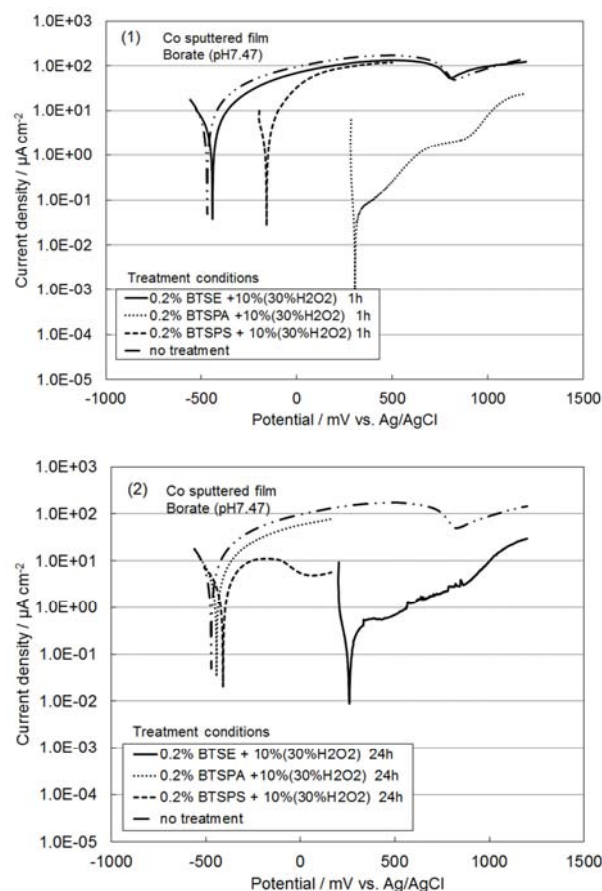 (1)
Co sputtered film
Borate (pH7.47)
1.0E+03
1.0E+02
1.0E+01
1.0E+00
1.0E-01
1.0E-02
1.0E-03
1.0E-04
1.0E-05
Current density / µA cm-2
Treatment conditions
0.2% BTSE +10%(30%H2O2) 1h
0.2% BTSPA +10%(30%H2O2) 1h
0.2% BTSPS + 10%(30%H2O2) 1h
no treatment
-1000 -500 0 500 1000 1500
Potential / mV vs. Ag/AgCl
(2)
Co sputtered film
Borate (pH7.47)
1.0E+03
1.0E+02
1.0E+01
1.0E+00
1.0E-01
1.0E-02
1.0E-03
1.0E-04
1.0E-05
Current density / µA cm-2
Treatment conditions
0.2% BTSE + 10%(30%H2O2) 24h
0.2% BTSPA +10%(30%H2O2) 24h
0.2% BTSPS + 10%(30%H2O2) 24h
no treatment
-1000 -500 0 500 1000 1500
Potential / mV vs. Ag/AgCl